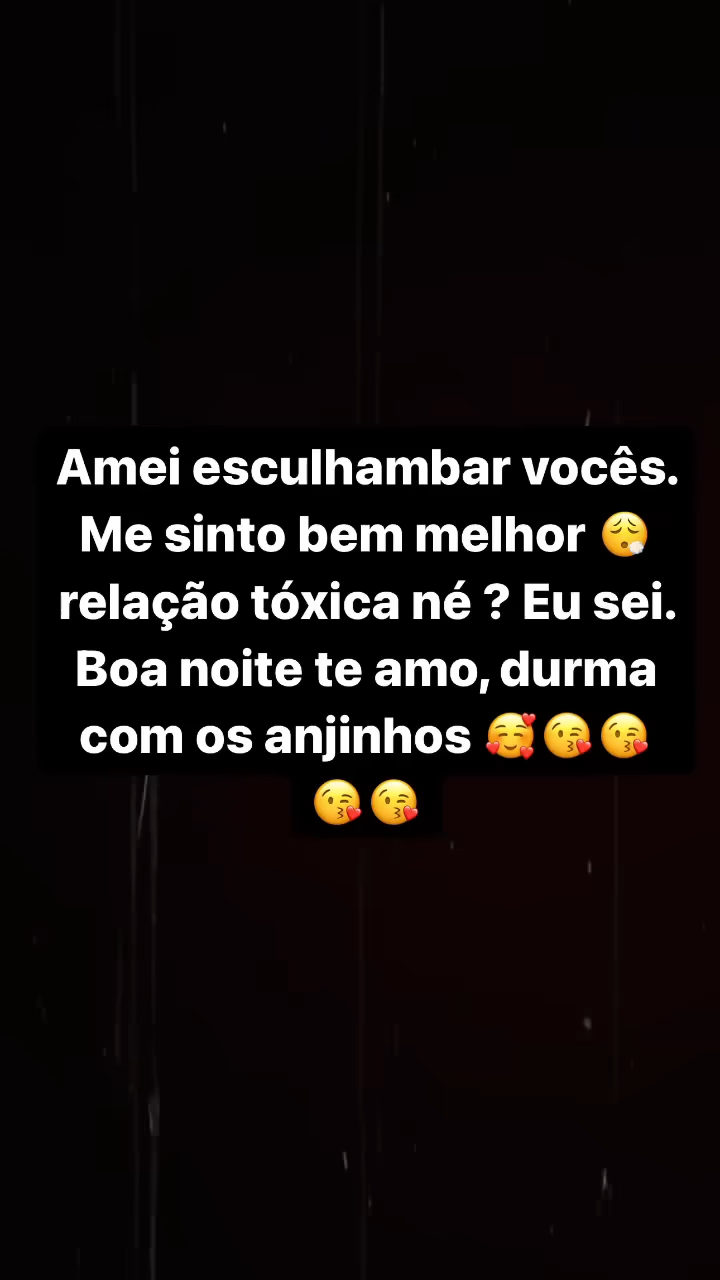 Amei esculhambar vocês.
Me sinto bem melhor 😮‍💨
relação tóxica né ? Eu sei.
Boa noite te amo, durma
com os anjinhos 🥰😘😘
😘😘